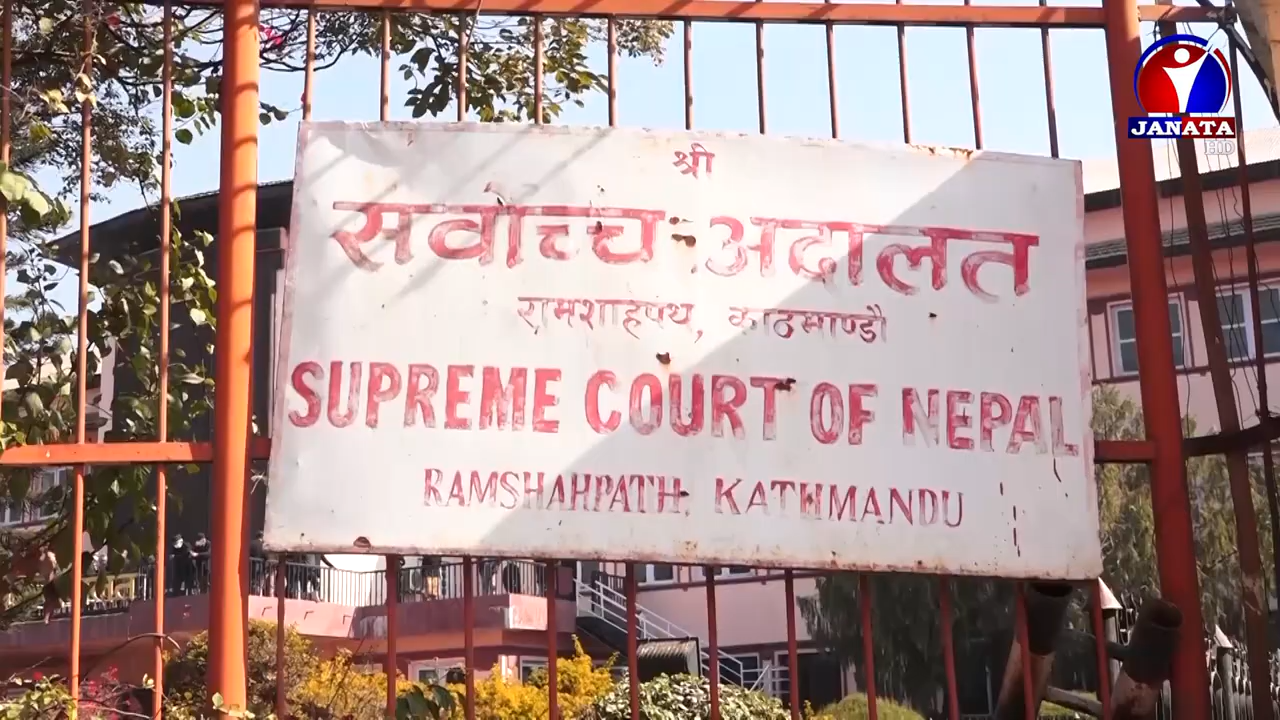 श्री
सर्वोच्च अदालत
रामशाहपथ, काठमाण्डौ
SUPREME COURT OF NEPAL
RAMSHAHPATH, KATHMANDU
JANATA
HD